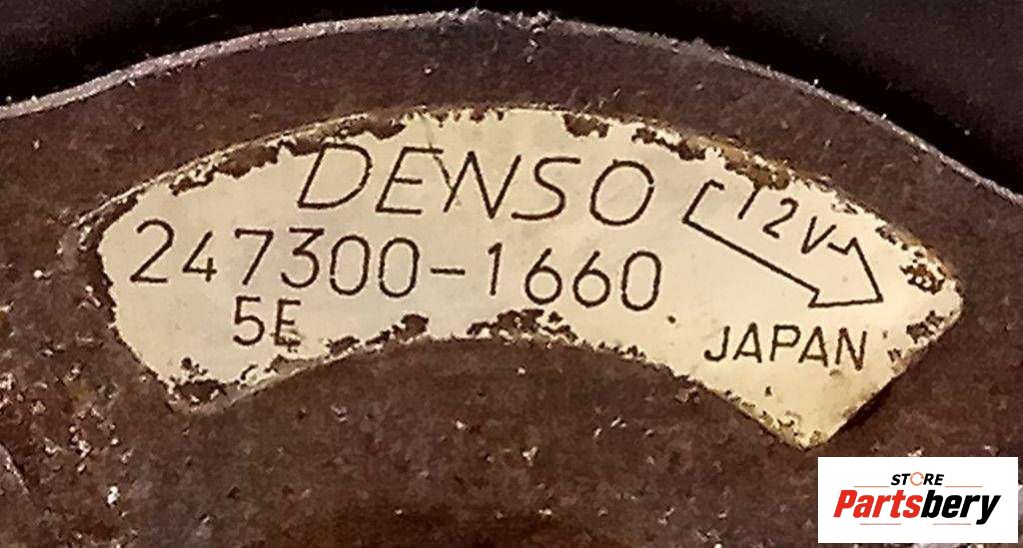 DENSO
12V
247300-1660
5E
JAPAN
STORE
Partsbery